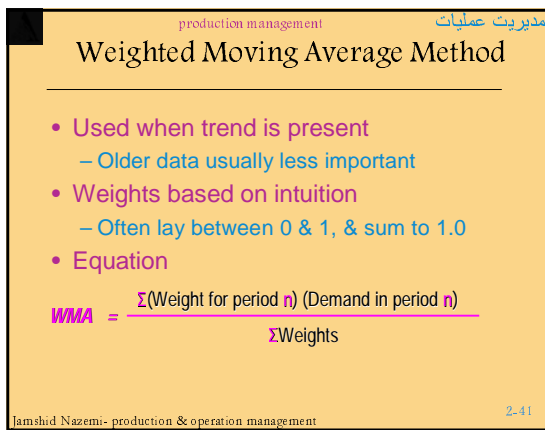 production management
مديريت عمليات
Weighted Moving Average Method
• Used when trend is present
– Older data usually less important
• Weights based on intuition
– Often lay between 0 & 1, & sum to 1.0
• Equation
WMA = Σ(Weight for period n) (Demand in period n)
ΣWeights
Jamshid Nazemi- production & operation management
2-41